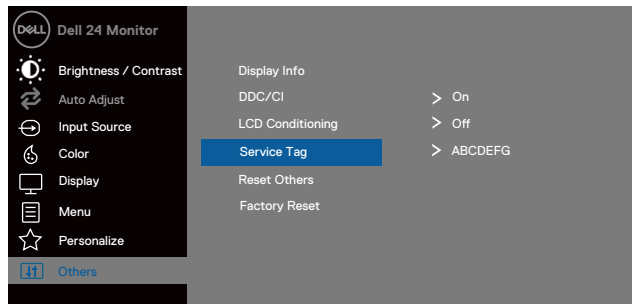 DELL Dell 24 Monitor
Brightness / Contrast
Auto Adjust
Input Source
Color
Display
Menu
Personalize
Others
Display Info
DDC/CI > On
LCD Conditioning > Off
Service Tag > ABCDEFG
Reset Others
Factory Reset